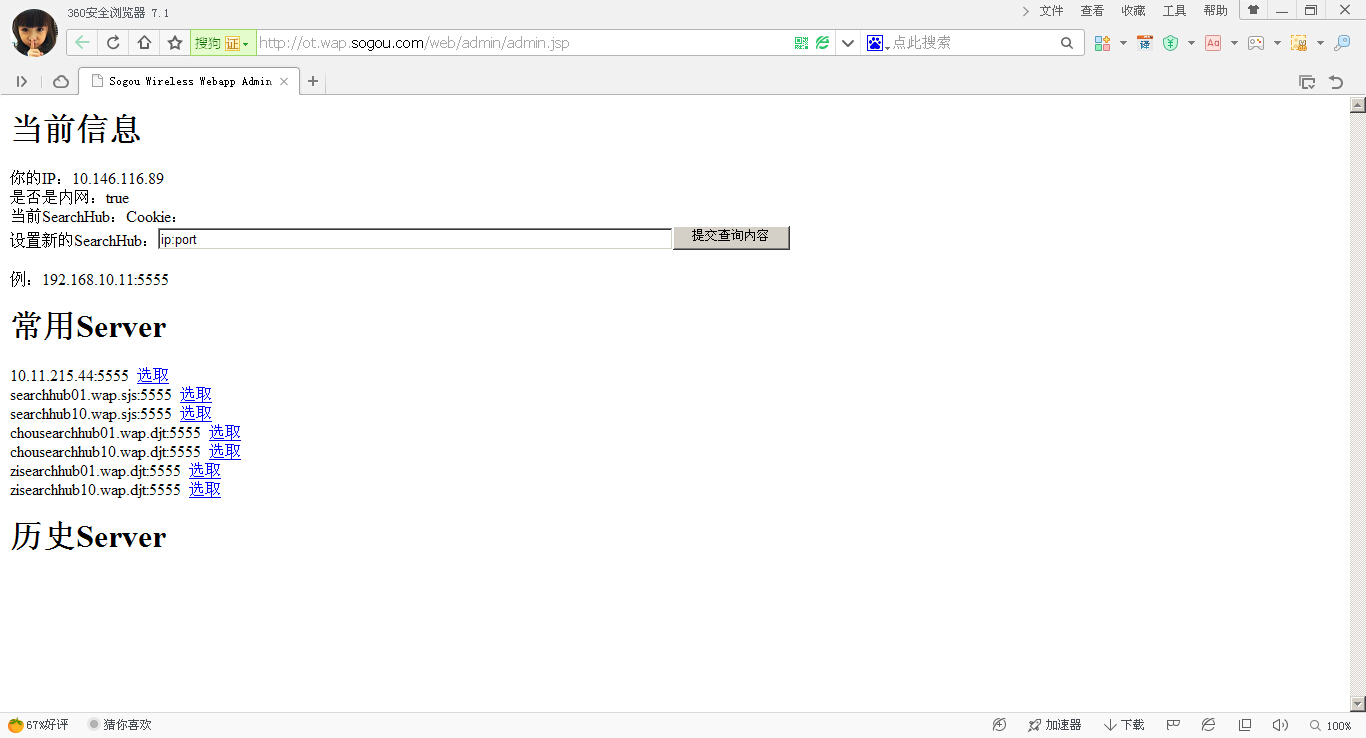 360安全浏览器 7.1
文件 查看 收藏 工具 帮助
搜狗 证 http://ot.wap.sogou.com/web/admin/admin.jsp 点此搜索 译 Aa
Sogou Wireless Webapp Admin
当前信息
你的IP：10.146.116.89
是否是内网：true
当前SearchHub：Cookie：
设置新的SearchHub：ip:port 提交查询内容
例：192.168.10.11:5555
常用Server
10.11.215.44:5555 选取
searchhub01.wap.sjs:5555 选取
searchhub10.wap.sjs:5555 选取
chousearchhub01.wap.djt:5555 选取
chousearchhub10.wap.djt:5555 选取
zisearchhub01.wap.djt:5555 选取
zisearchhub10.wap.djt:5555 选取
历史Server
67%好评 猜你喜欢 加速器 下载 100%